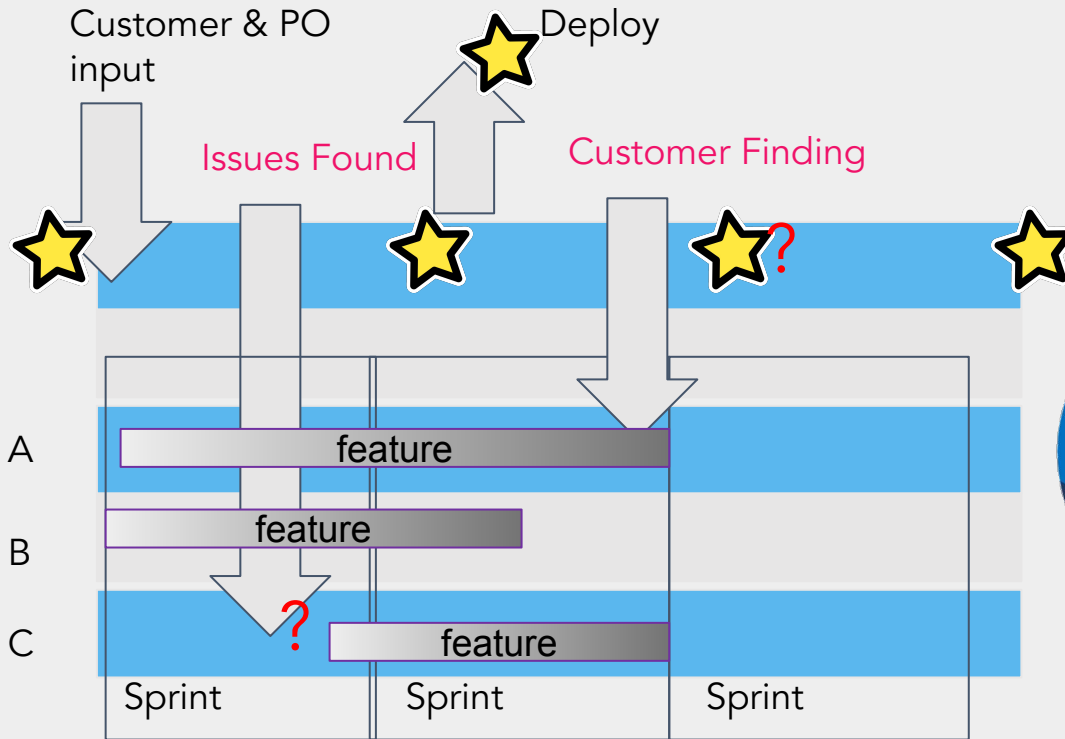 Customer & PO
input
Deploy
Issues Found
Customer Finding
?
A
feature
B
feature
C
?
feature
Sprint
Sprint
Sprint